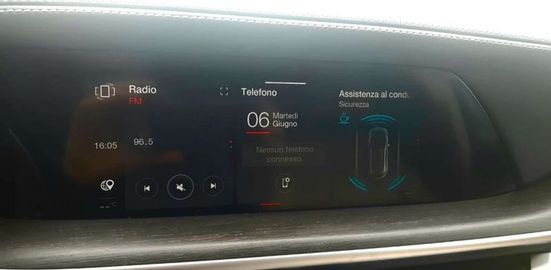 Radio
FM
16:05
96.5
-- °C
Telefono
06 Martedì
Giugno
Nessun telefono
connesso
Assistenza al condu
Sicurezza